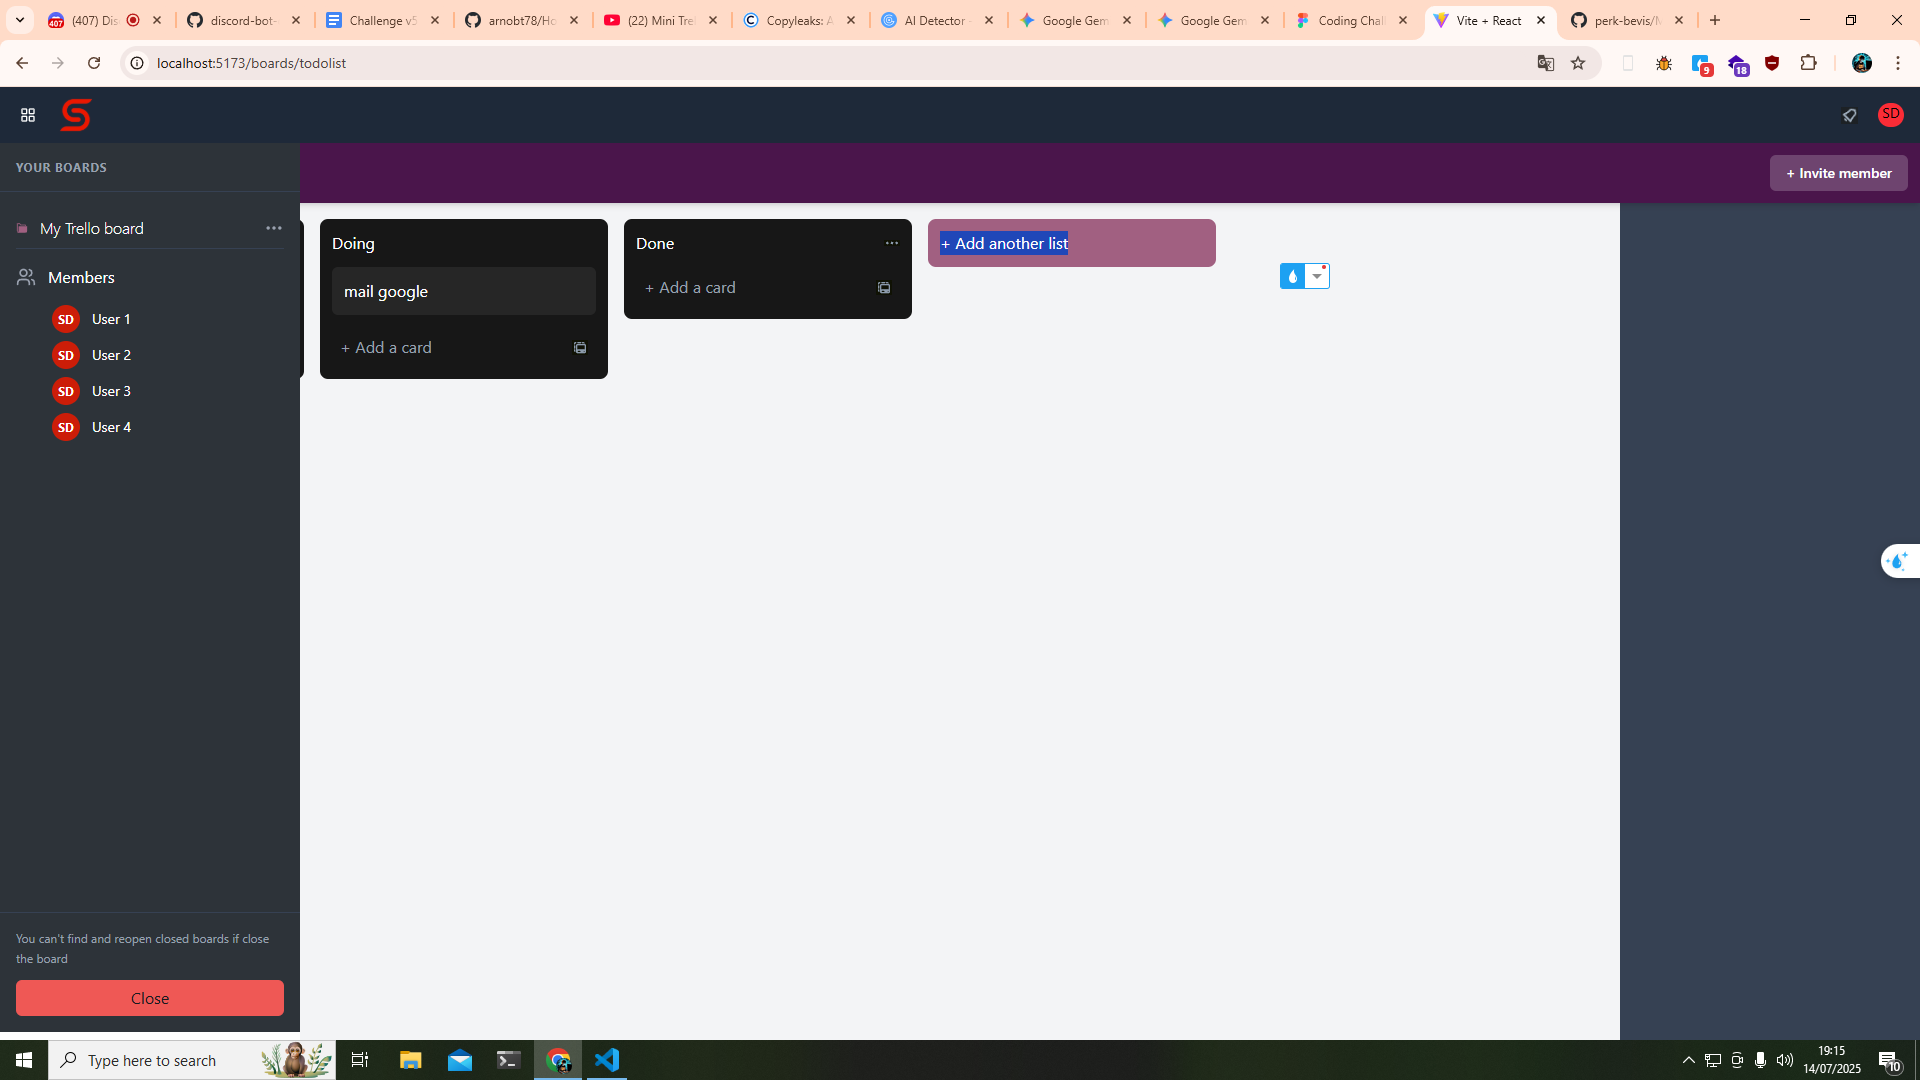 (407) Dis
discord-bot-
Challenge v5
arnobt78/Ho
(22) Mini Tre
Copyleaks: A
AI Detector -
Google Gem
Google Gem
Coding Chall
Vite + React
perk-bevis/M
localhost:5173/boards/todolist
9
18
SD
YOUR BOARDS
+ Invite member
My Trello board
Doing
Done
+ Add another list
Members
mail google
+ Add a card
SD User 1
+ Add a card
SD User 2
SD User 3
SD User 4
You can't find and reopen closed boards if close
the board
Close
Type here to search
19:15
14/07/2025
10